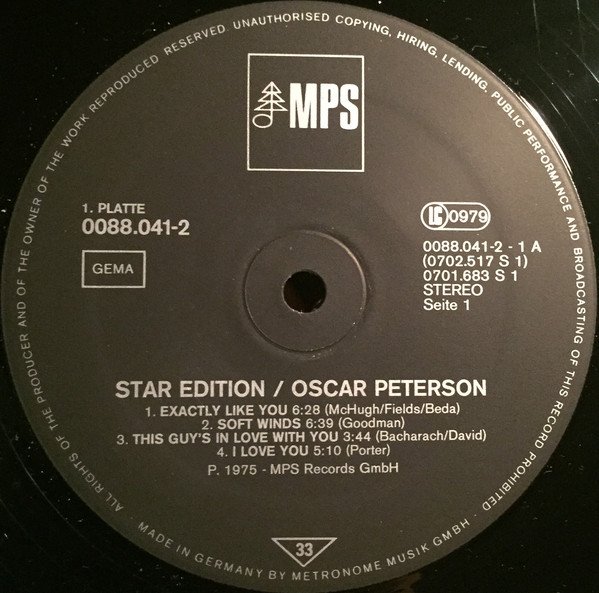 ALL RIGHTS OF THE PRODUCER AND OF THE OWNER OF THE WORK REPRODUCED RESERVED. UNAUTHORISED COPYING, HIRING, LENDING, PUBLIC PERFORMANCE AND BROADCASTING OF THIS RECORD PROHIBITED ·
MPS
1. PLATTE
0088.041-2
GEMA
LC 0979
0088.041-2 - 1 A
(0702.517 S 1)
0701.683 S 1
STEREO
Seite 1
STAR EDITION / OSCAR PETERSON
1. EXACTLY LIKE YOU 6:28 (McHugh/Fields/Beda)
2. SOFT WINDS 6:39 (Goodman)
3. THIS GUY'S IN LOVE WITH YOU 3:44 (Bacharach/David)
4. I LOVE YOU 5:10 (Porter)
P. 1975 - MPS Records GmbH
33
· MADE IN GERMANY BY METRONOME MUSIK GMBH ·